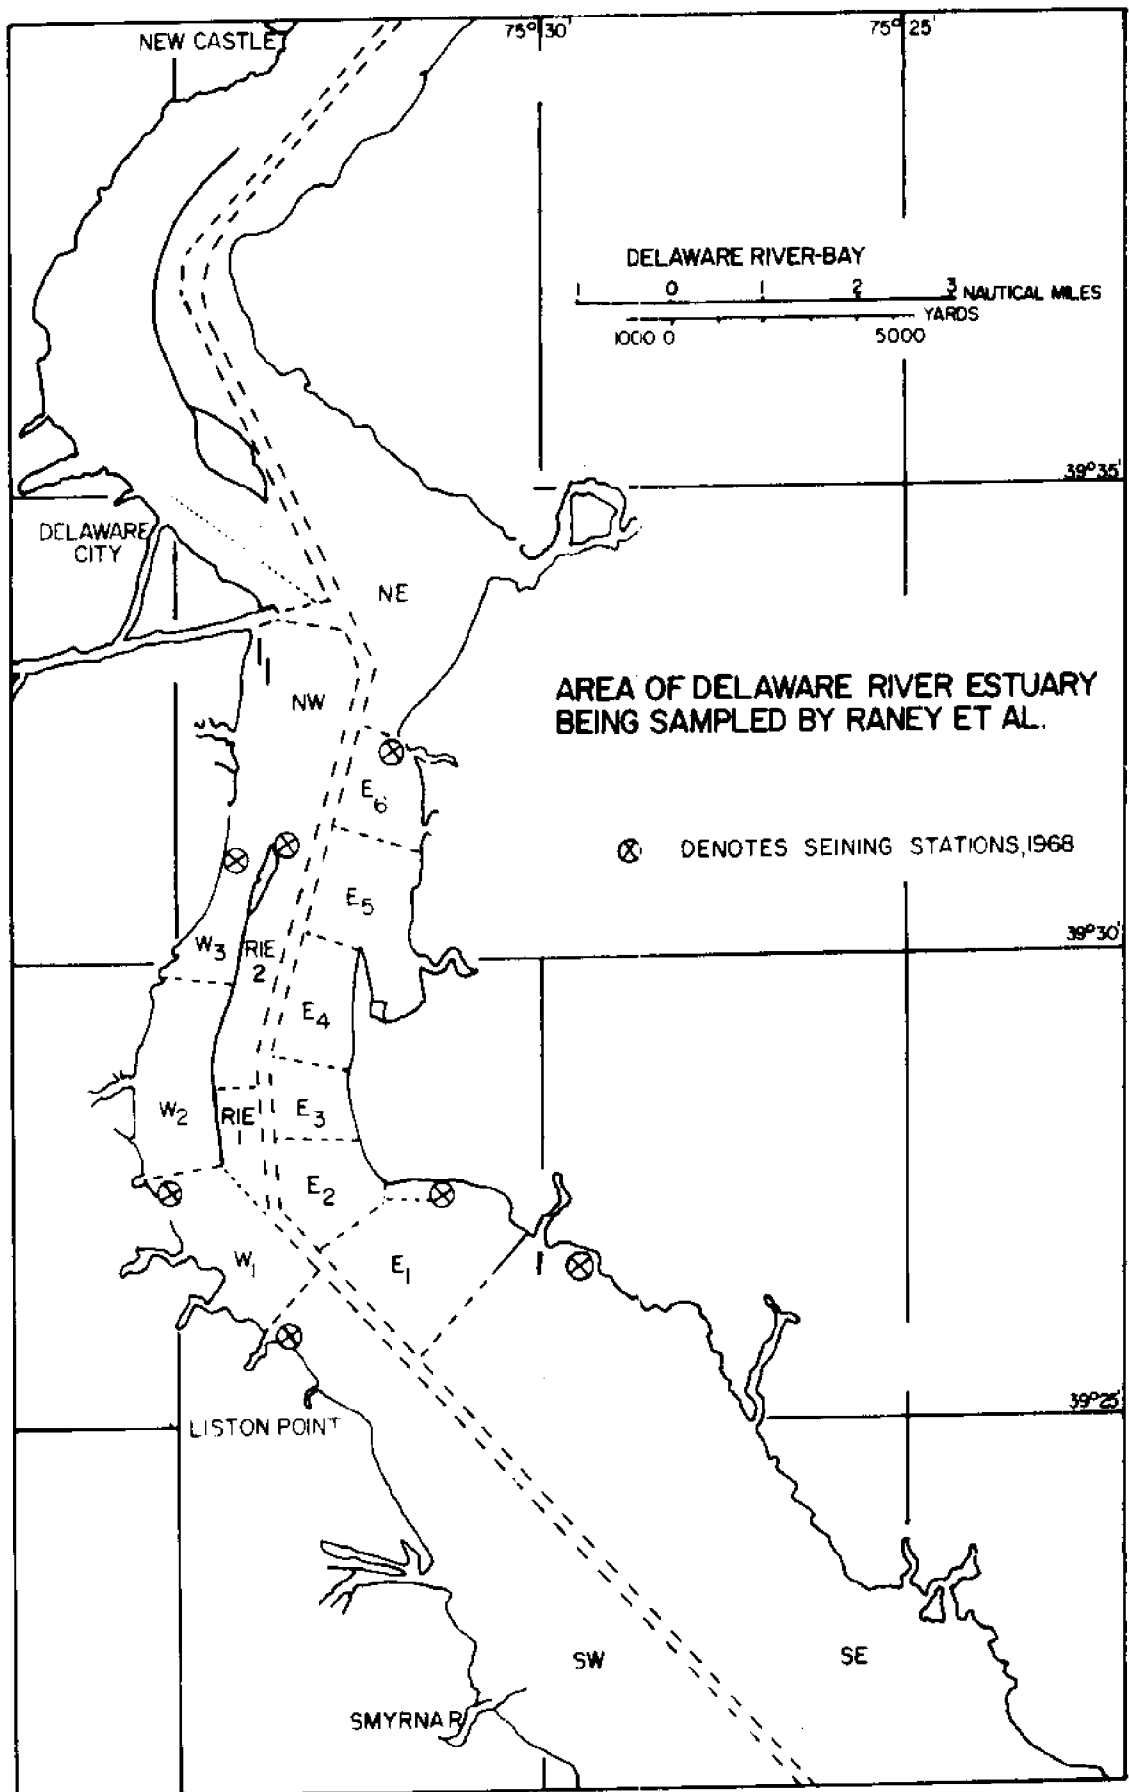 75°30'
75°25'
NEW CASTLE
DELAWARE RIVER-BAY
1 0 1 2 3 NAUTICAL MILES
YARDS
1000 0 5000
39°35'
DELAWARE
CITY
NE
AREA OF DELAWARE RIVER ESTUARY
BEING SAMPLED BY RANEY ET AL.
NW
E6
⊗ DENOTES SEINING STATIONS, 1968
E5
39°30'
W3
RIE
2
E4
W2
RIE
1
E3
E2
W1
E1
39°25'
LISTON POINT
SW
SE
SMYRNA R